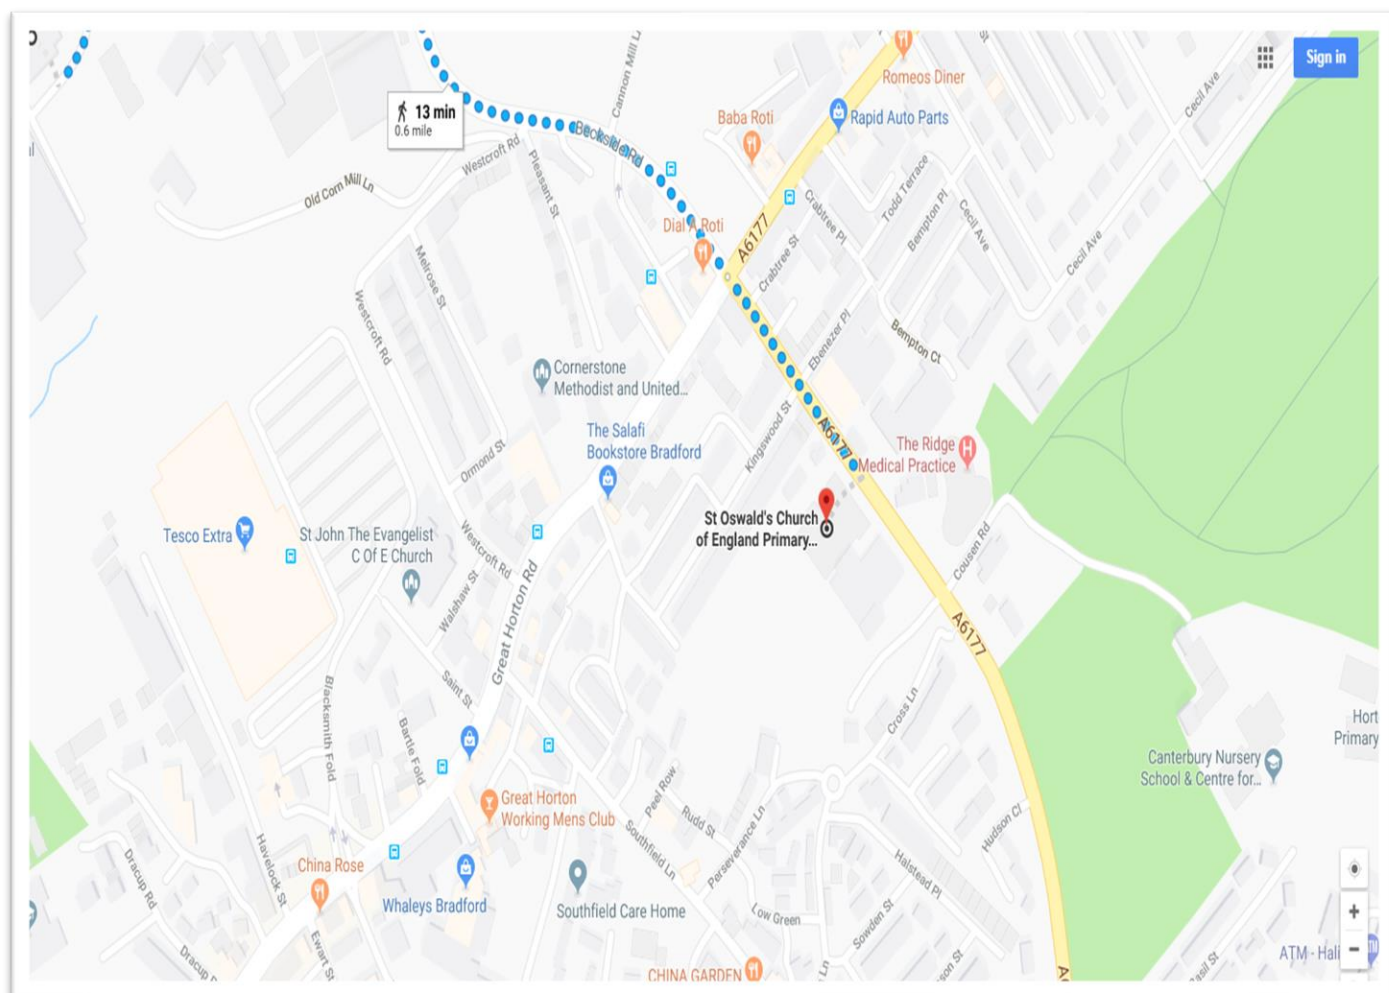 Sign in
Romeos Diner
Cannon Mill L
Cecil Ave
13 min
0.6 mile
Baba Roti
Rapid Auto Parts
Beckside Rd
Westcroft Rd
Pleasant St
Old Corn Mill Ln
Todd Terrace
Bempton Pl
Cecil Ave
Crabtree Pl
Dial A Roti
A6177
Crabtree St
Cecil Ave
Melrose St
Westcroft Rd
Ebenezer Pl
Bempton Ct
Cornerstone
Methodist and United...
The Salafi
Bookstore Bradford
Kingswood St
A6177
The Ridge
Medical Practice
Ormond St
St Oswald's Church
of England Primary...
Tesco Extra
St John The Evangelist
C Of E Church
Westcroft Rd
Walshaw St
Great Horton Rd
Cousen Rd
A6177
Saint St
Blacksmith Fold
Bartle Fold
Cross Ln
Hort
Primary
Canterbury Nursery
School & Centre for...
Great Horton
Working Mens Club
Peel Row
Rudd St
Perseverance Ln
Hudson Cl
Southfield Ln
Halstead Pl
Havelock St
Dracup Rd
China Rose
Whaleys Bradford
Southfield Care Home
Low Green
Sowden St
Ewart St
Dracup R
Ln
son St
CHINA GARDEN
asil St
ATM - Hali
TM